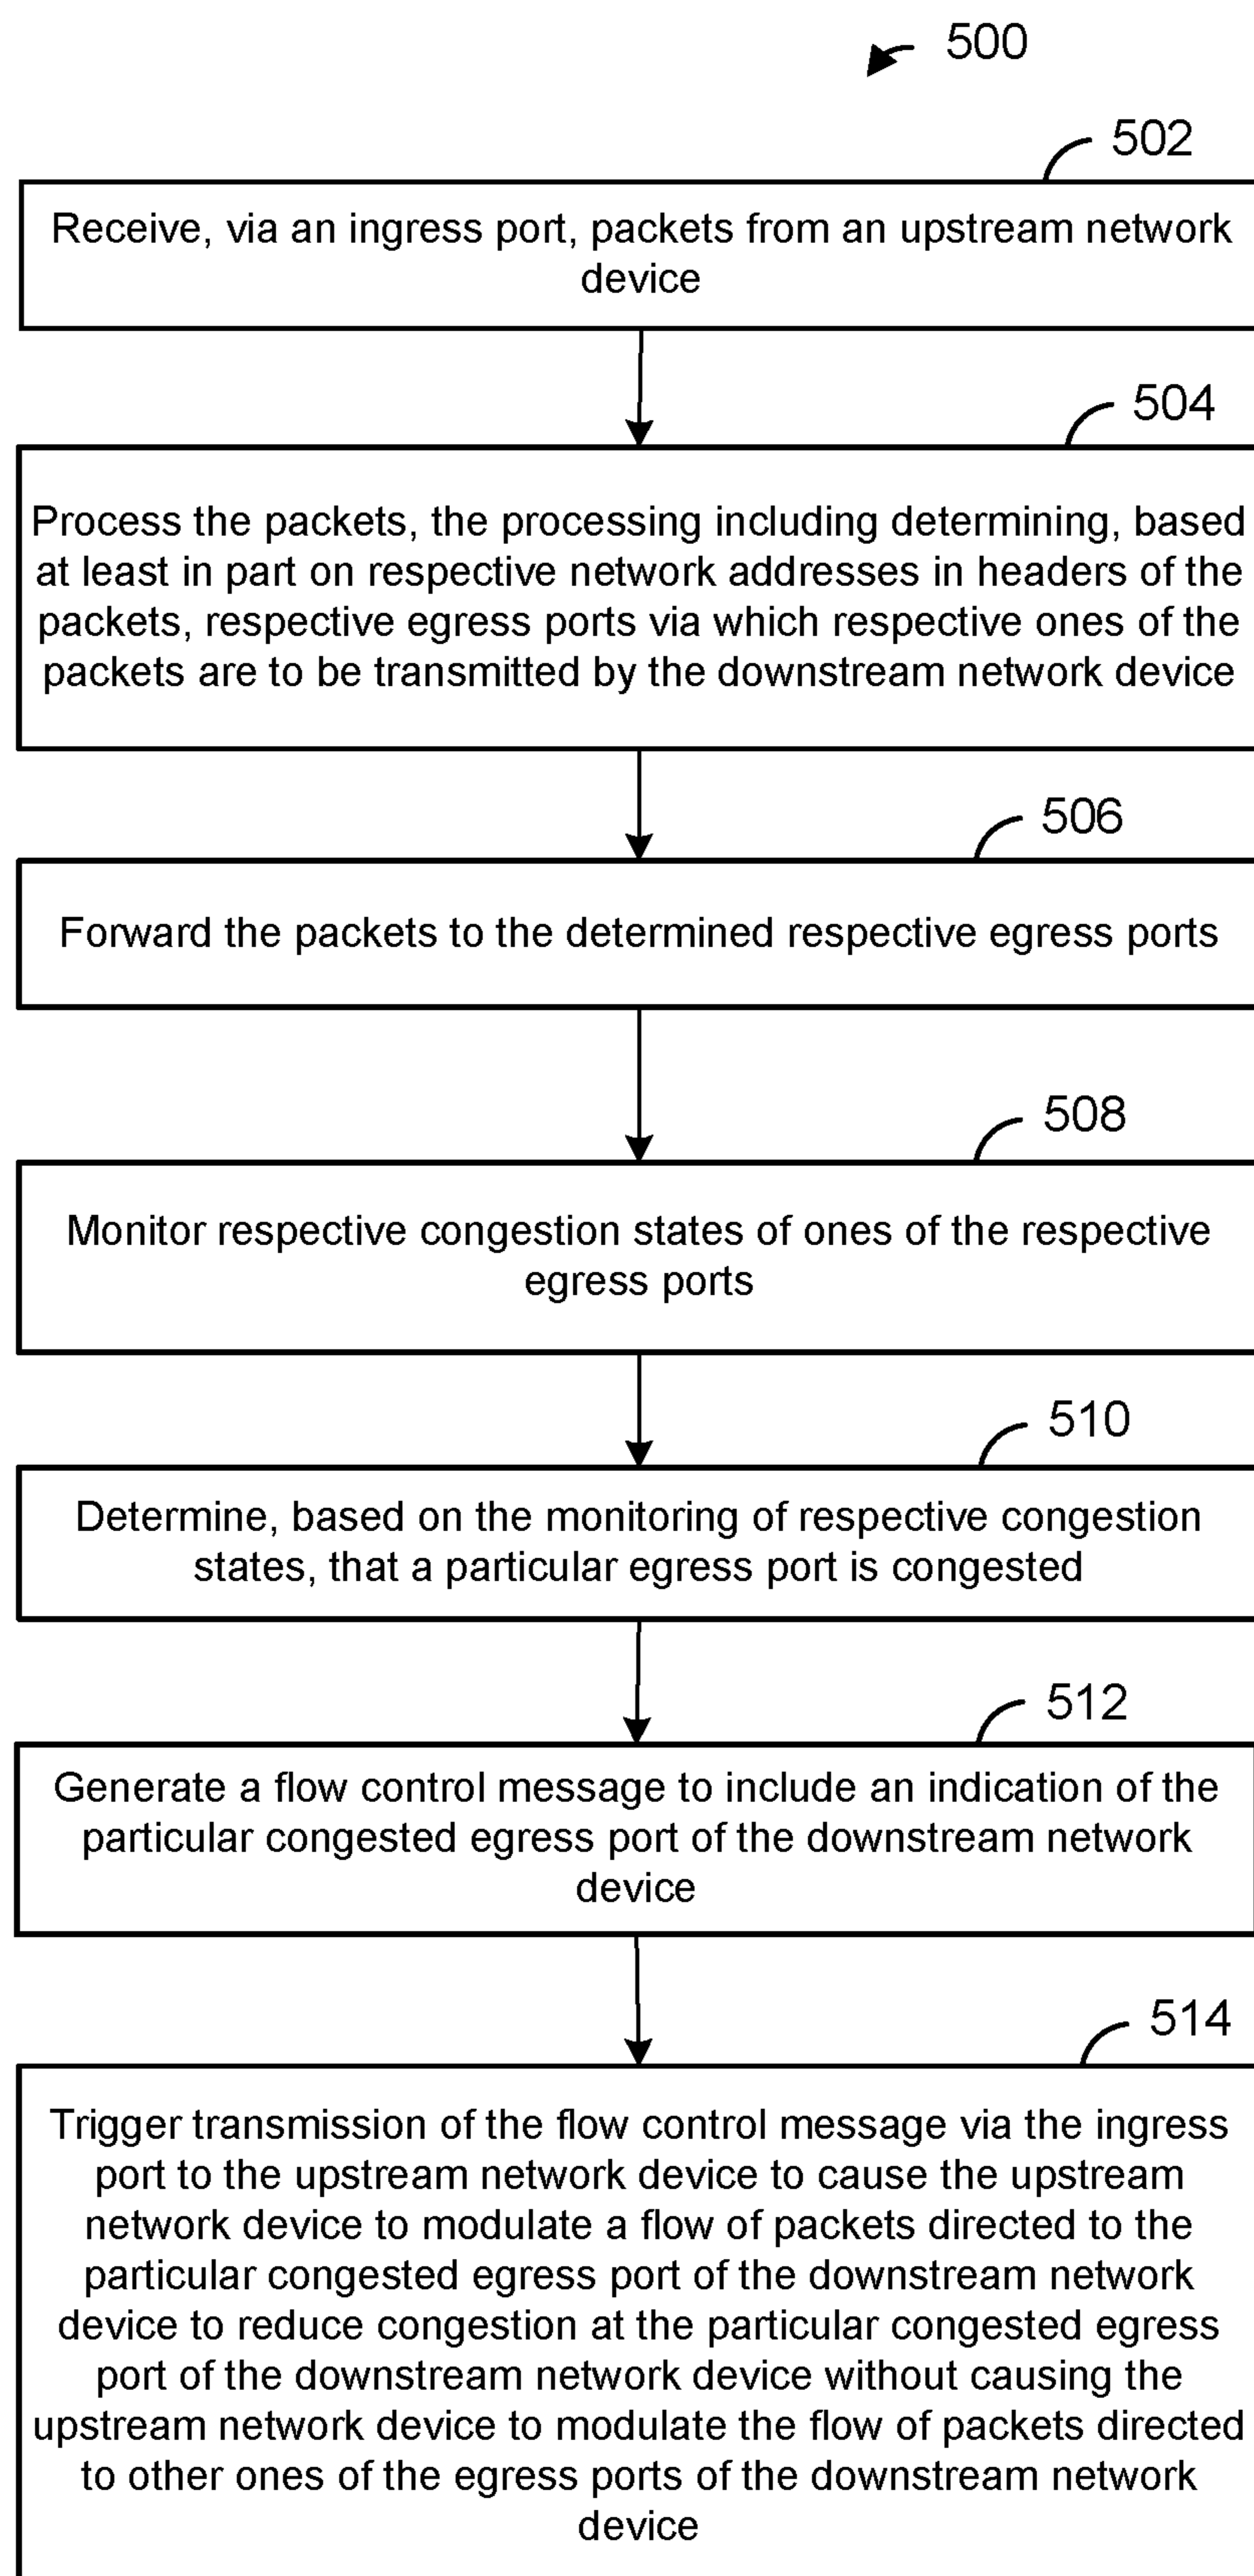 500
502
Receive, via an ingress port, packets from an upstream network
device
504
Process the packets, the processing including determining, based
at least in part on respective network addresses in headers of the
packets, respective egress ports via which respective ones of the
packets are to be transmitted by the downstream network device
506
Forward the packets to the determined respective egress ports
508
Monitor respective congestion states of ones of the respective
egress ports
510
Determine, based on the monitoring of respective congestion
states, that a particular egress port is congested
512
Generate a flow control message to include an indication of the
particular congested egress port of the downstream network
device
514
Trigger transmission of the flow control message via the ingress
port to the upstream network device to cause the upstream
network device to modulate a flow of packets directed to the
particular congested egress port of the downstream network
device to reduce congestion at the particular congested egress
port of the downstream network device without causing the
upstream network device to modulate the flow of packets directed
to other ones of the egress ports of the downstream network
device